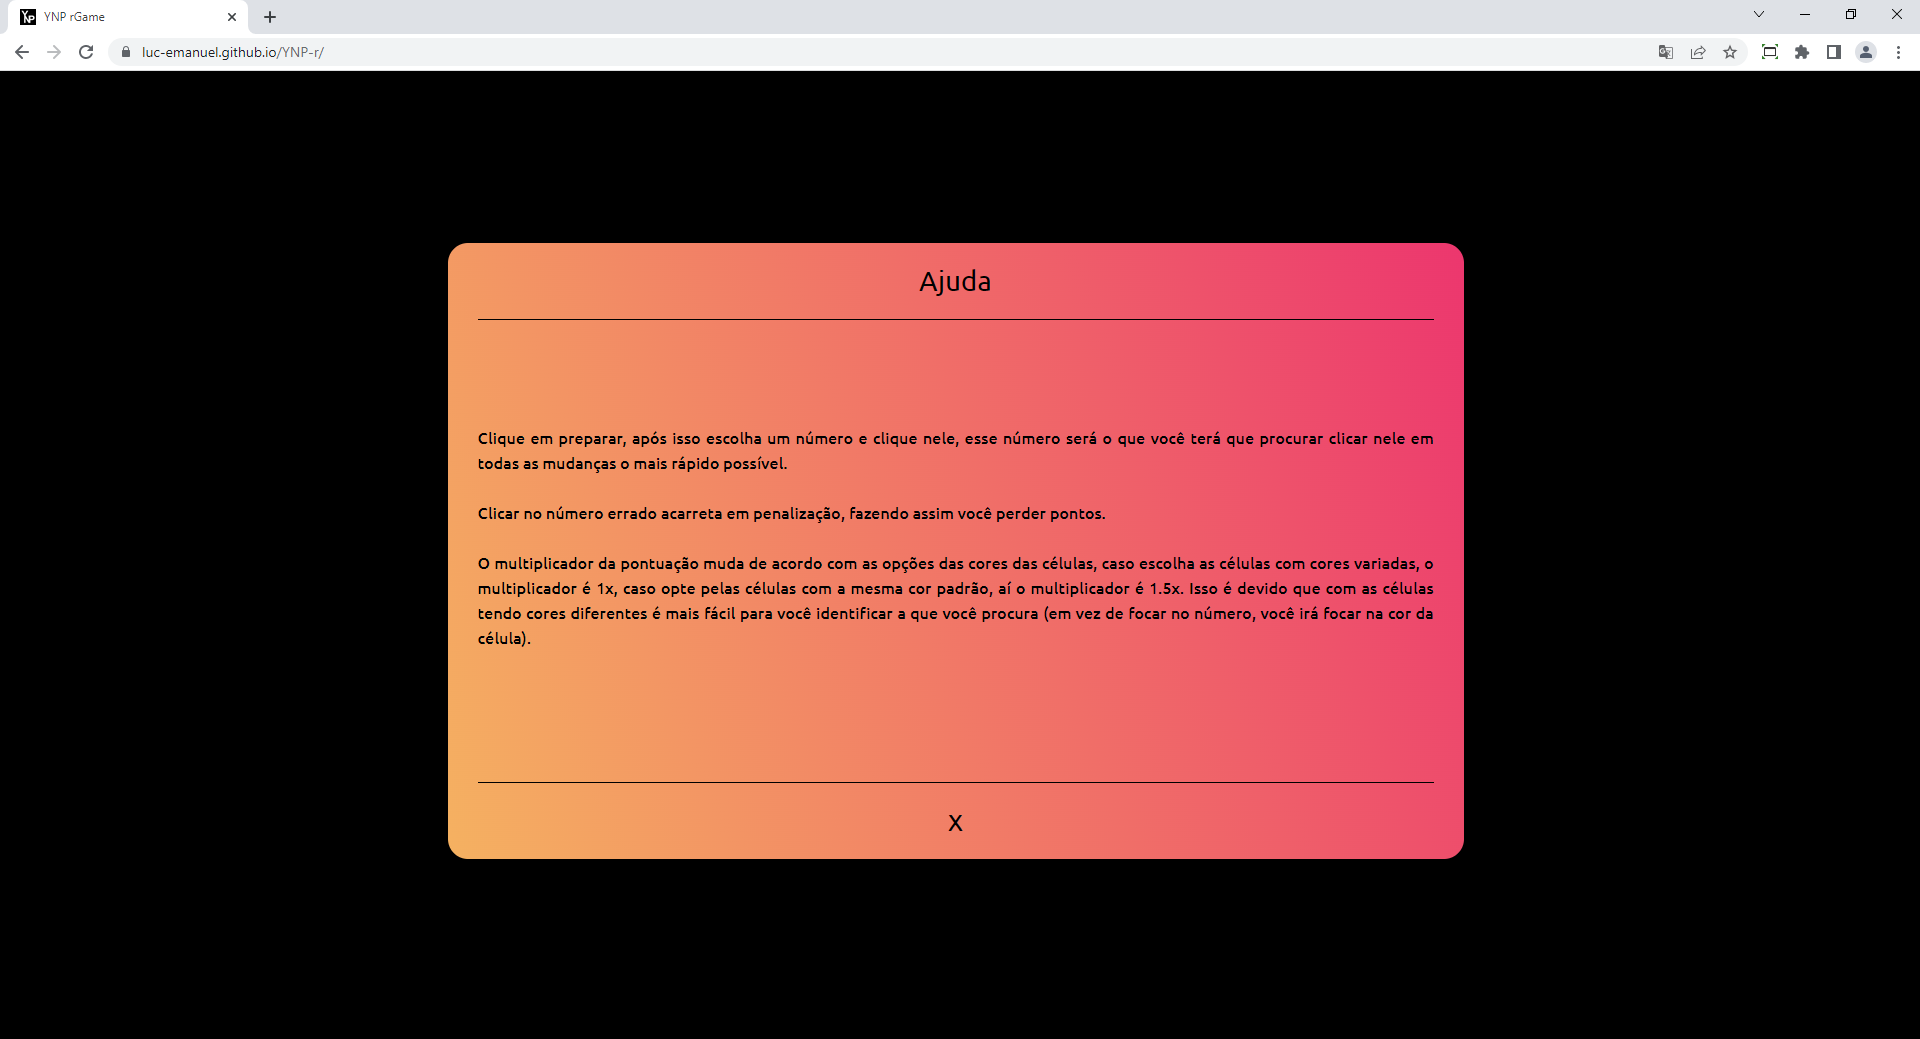 YNP rGame
luc-emanuel.github.io/YNP-r/
Ajuda
Clique em preparar, após isso escolha um número e clique nele, esse número será o que você terá que procurar clicar nele em
todas as mudanças o mais rápido possível.
Clicar no número errado acarreta em penalização, fazendo assim você perder pontos.
O multiplicador da pontuação muda de acordo com as opções das cores das células, caso escolha as células com cores variadas, o
multiplicador é 1x, caso opte pelas células com a mesma cor padrão, aí o multiplicador é 1.5x. Isso é devido que com as células
tendo cores diferentes é mais fácil para você identificar a que você procura (em vez de focar no número, você irá focar na cor da
célula).
X